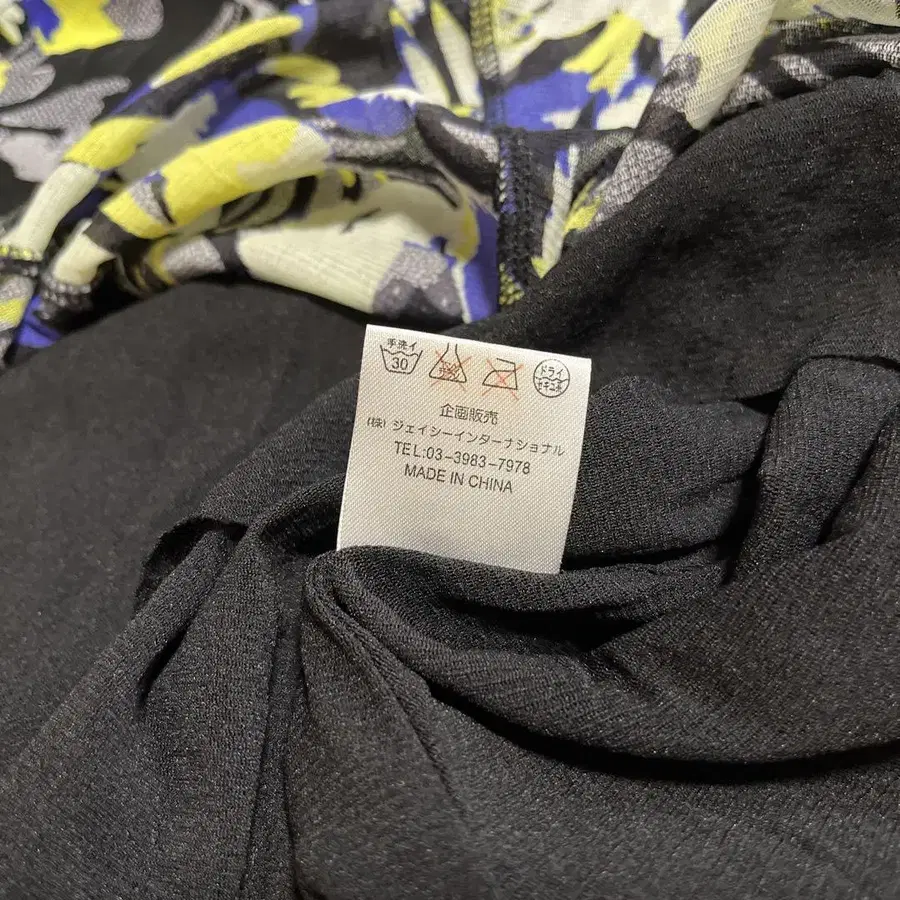 手洗イ
30
ドライ
セキユ系
企画販売
(株) ジェイシーインターナショナル
TEL:03-3983-7978
MADE IN CHINA